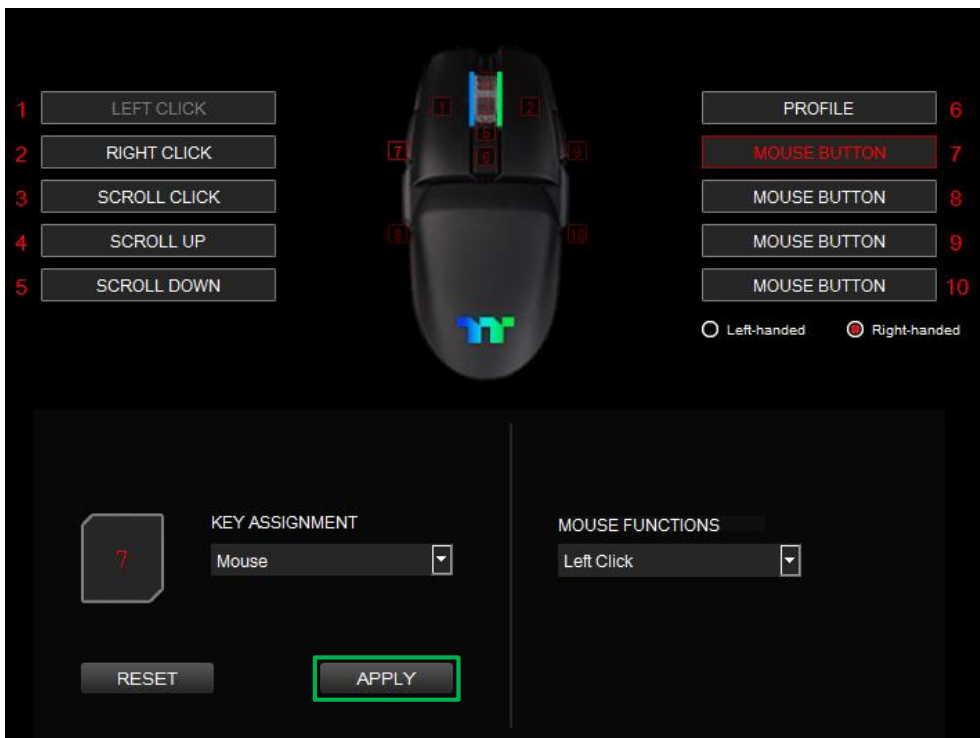 1 LEFT CLICK
2 RIGHT CLICK
3 SCROLL CLICK
4 SCROLL UP
5 SCROLL DOWN
1 2
5
7 6 9
8 10
PROFILE 6
MOUSE BUTTON 7
MOUSE BUTTON 8
MOUSE BUTTON 9
MOUSE BUTTON 10
Left-handed Right-handed
7
KEY ASSIGNMENT
Mouse
RESET APPLY
MOUSE FUNCTIONS
Left Click